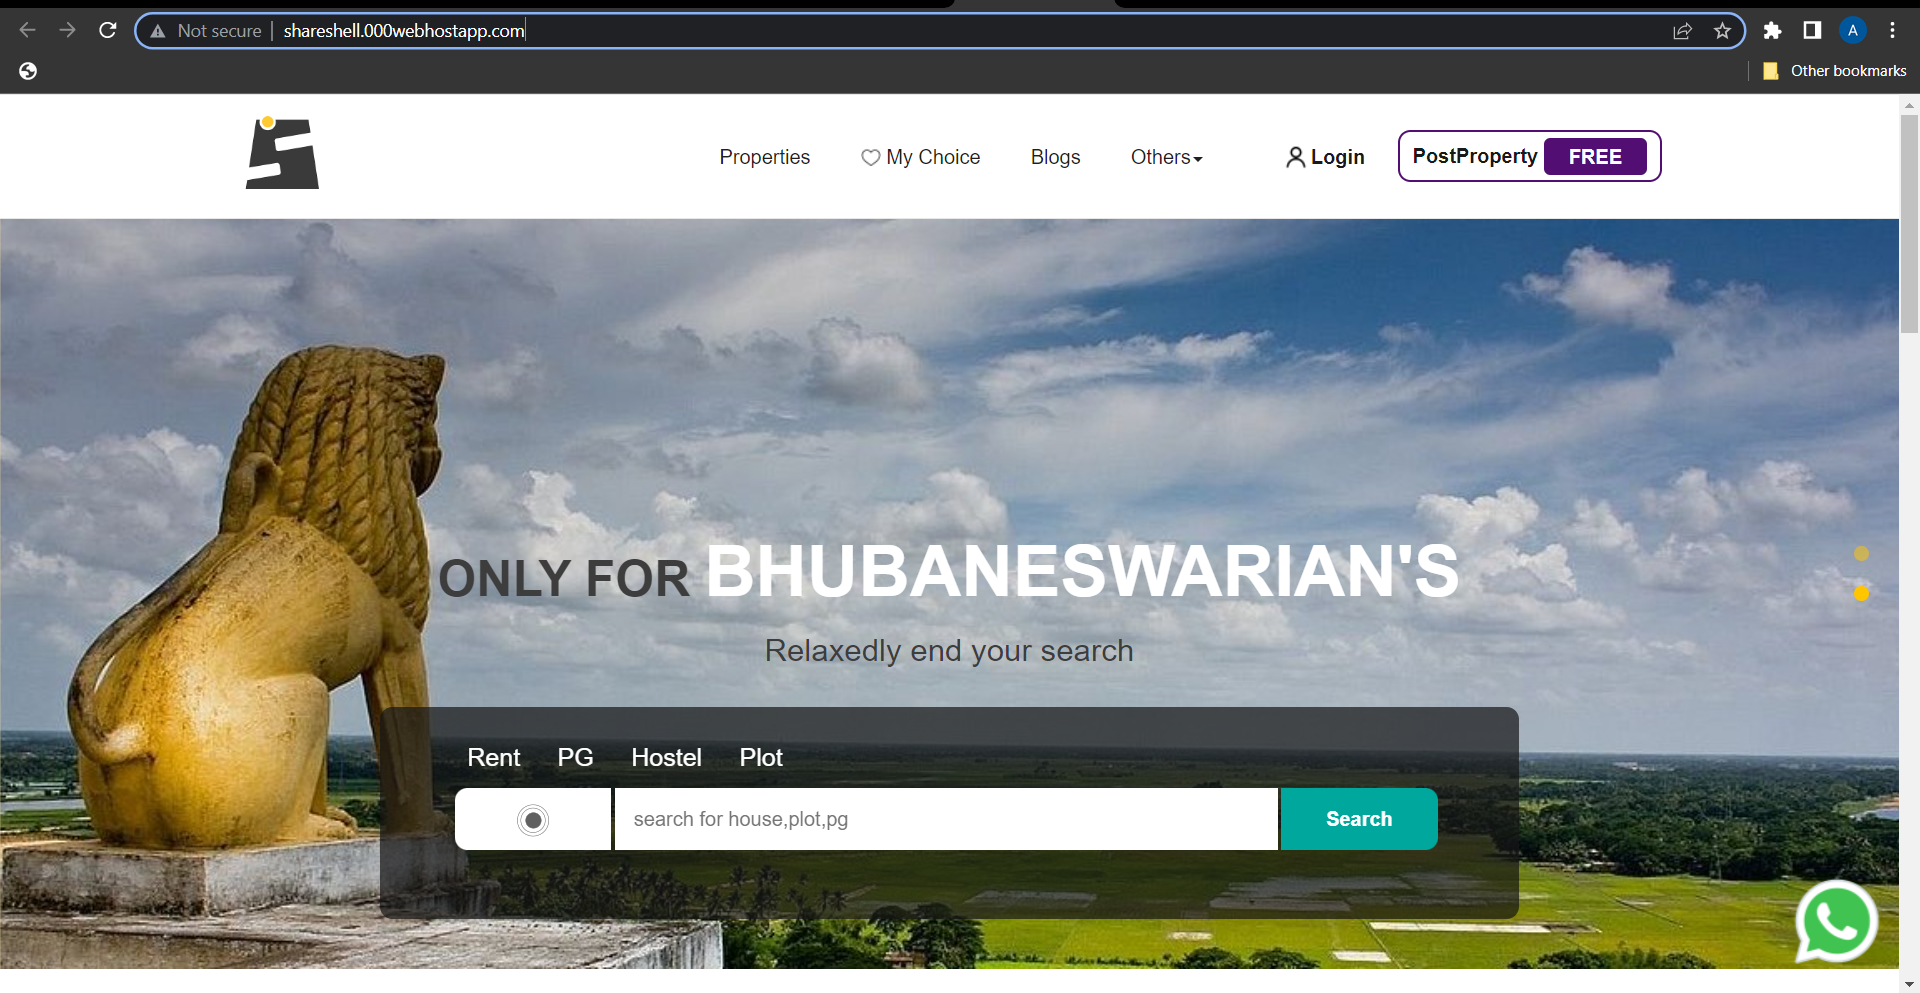 Not secure | shareshell.000webhostapp.com
A
Other bookmarks
Properties My Choice Blogs Others Login PostProperty FREE
ONLY FOR BHUBANESWARIAN'S
Relaxedly end your search
Rent PG Hostel Plot
search for house,plot,pg Search